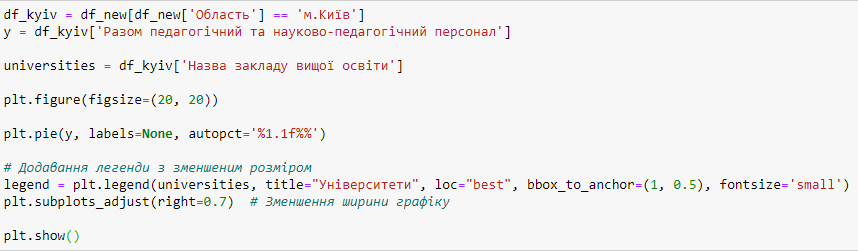 df_kyiv = df_new[df_new['Область'] == 'м.Київ']
y = df_kyiv['Разом педагогічний та науково-педагогічний персонал']
universities = df_kyiv['Назва закладу вищої освіти']
plt.figure(figsize=(20, 20))
plt.pie(y, labels=None, autopct='%1.1f%%')
# Додавання легенди з зменшеним розміром
legend = plt.legend(universities, title="Університети", loc="best", bbox_to_anchor=(1, 0.5), fontsize='small')
plt.subplots_adjust(right=0.7)  # Зменшення ширини графіку
plt.show()